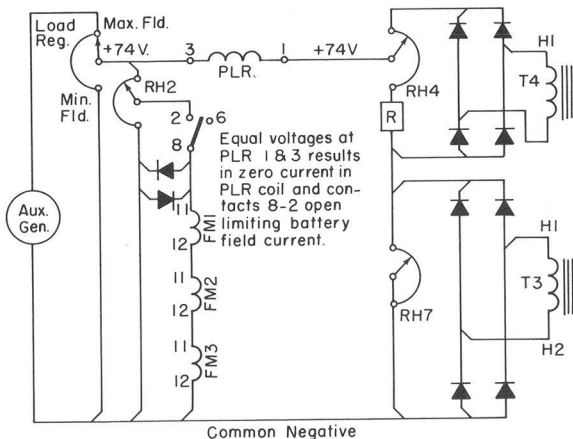 Load
Reg.
Max. Fld.
+74V.
3
PLR.
1
+74V
RH4
H1
T4
RH2
Min.
Fld.
2
6
8
R
Equal voltages at
PLR 1 & 3 results
in zero current in
PLR coil and con-
tacts 8-2 open
limiting battery
field current.
Aux.
Gen.
11
12
FM1
11
12
FM2
11
12
FM3
RH7
H1
T3
H2
Common Negative